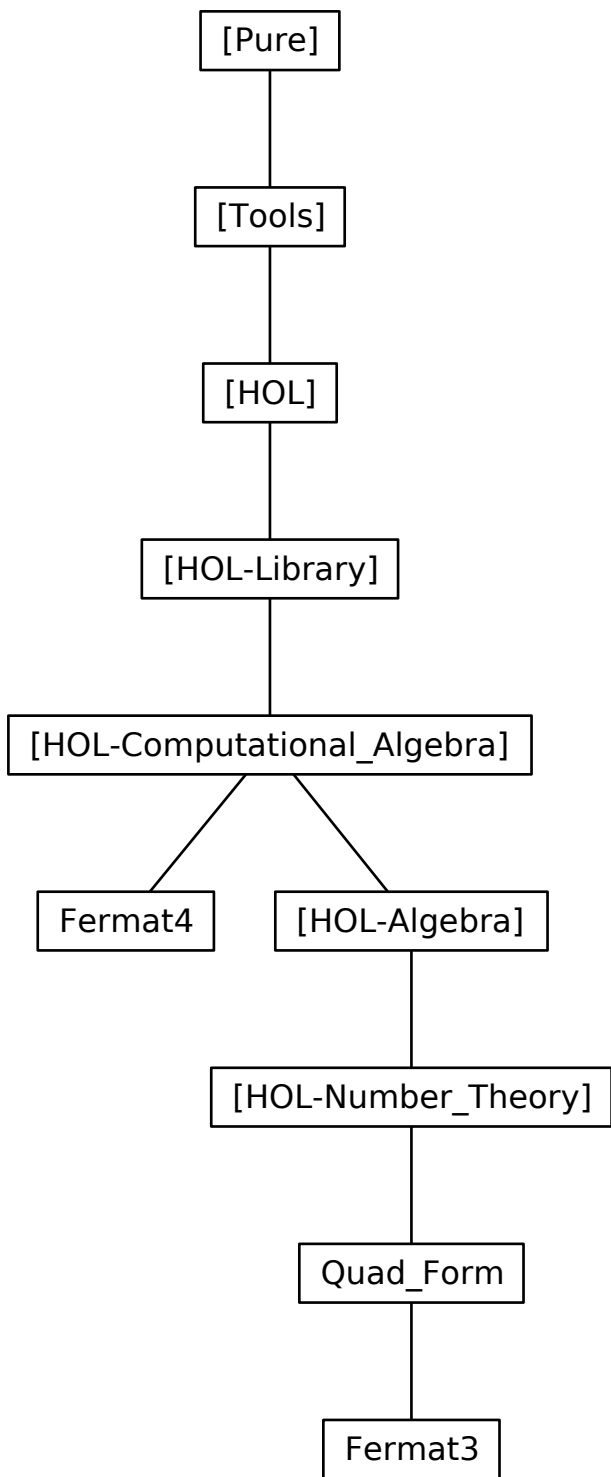 [Pure]
[Tools]
[HOL]
[HOL-Library]
[HOL-Computational_Algebra]
Fermat4
[HOL-Algebra]
[HOL-Number_Theory]
Quad_Form
Fermat3